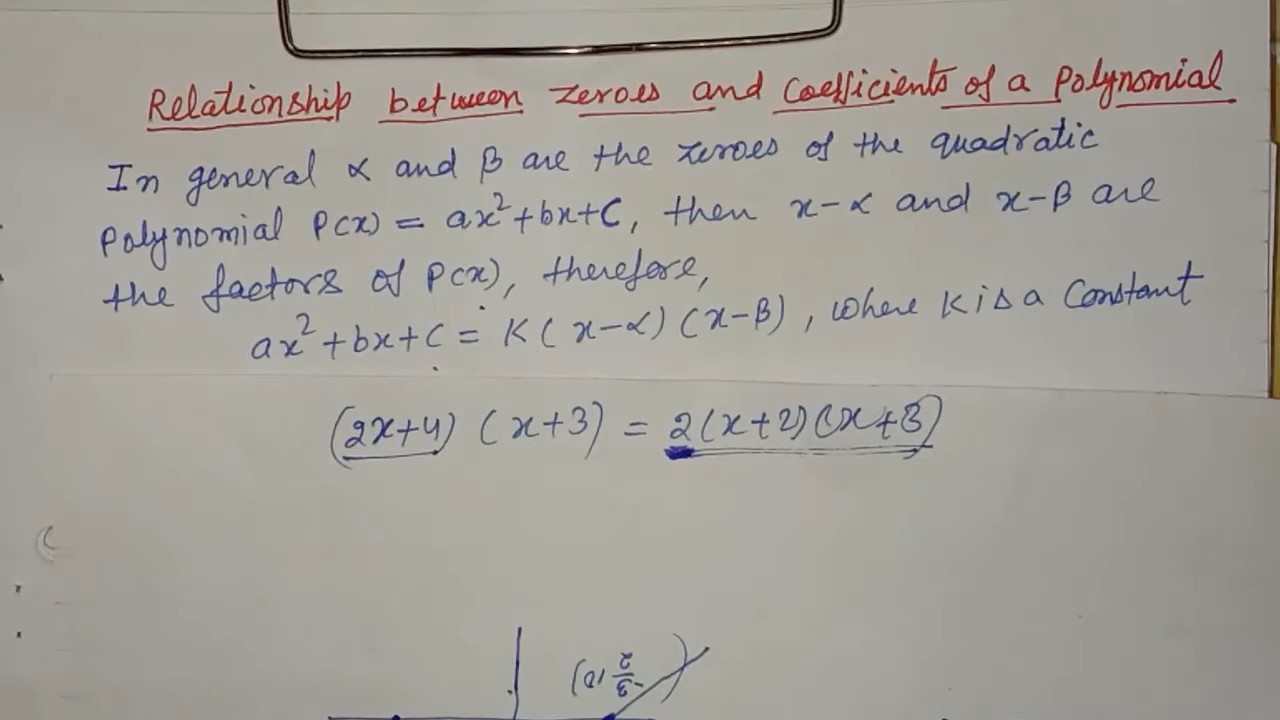 Relationship between zeroes and Coefficients of a Polynomial
In general α and β are the zeroes of the quadratic
Polynomial P(x) = ax²+bx+C, then x-α and x-β are
the factors of P(x), therefore,
ax²+bx+C = K(x-α)(x-β), where K is a Constant
(2x+4)(x+3) = 2(x+2)(x+3)